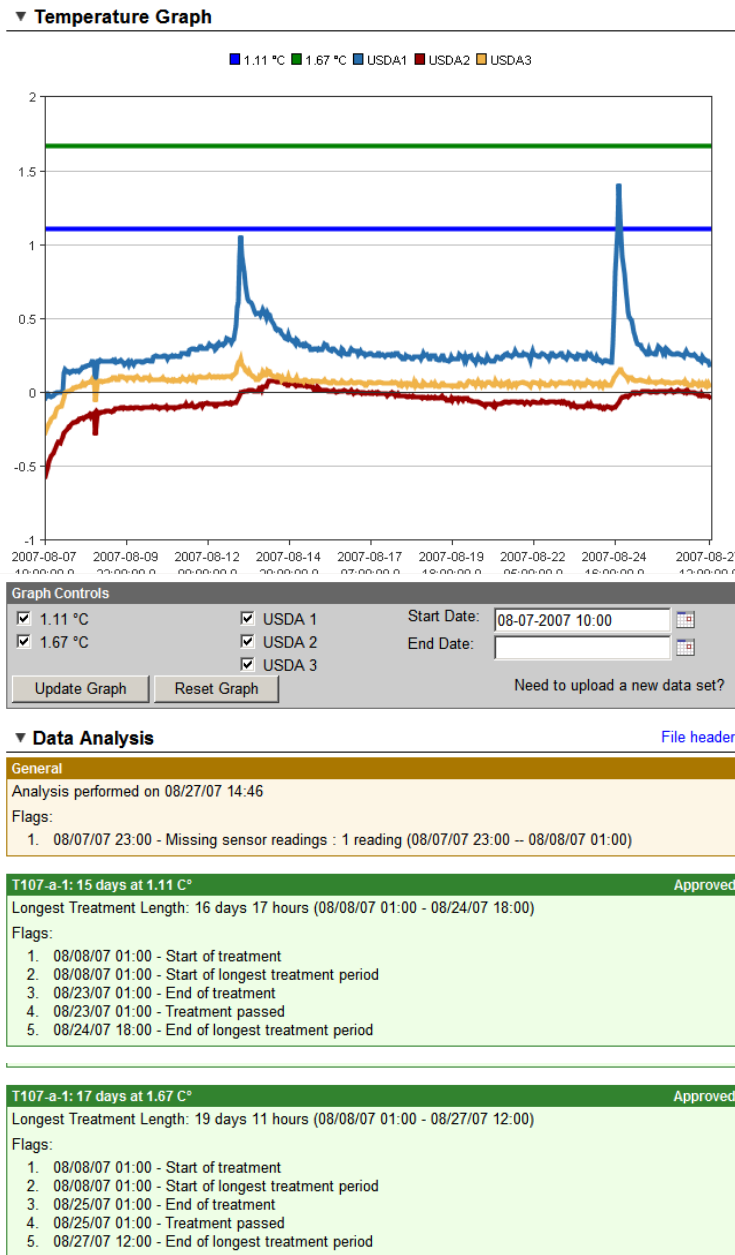 ▼ Temperature Graph
1.11 °C 1.67 °C USDA1 USDA2 USDA3
2
1.5
1
0.5
0
-0.5
-1
2007-08-07 2007-08-09 2007-08-12 2007-08-14 2007-08-17 2007-08-19 2007-08-22 2007-08-24 2007-08-27
Graph Controls
1.11 °C USDA 1 Start Date: 08-07-2007 10:00
1.67 °C USDA 2 End Date:
USDA 3
Update Graph Reset Graph Need to upload a new data set?
▼ Data Analysis File header
General
Analysis performed on 08/27/07 14:46
Flags:
1. 08/07/07 23:00 - Missing sensor readings : 1 reading (08/07/07 23:00 -- 08/08/07 01:00)
T107-a-1: 15 days at 1.11 C° Approved
Longest Treatment Length: 16 days 17 hours (08/08/07 01:00 - 08/24/07 18:00)
Flags:
1. 08/08/07 01:00 - Start of treatment
2. 08/08/07 01:00 - Start of longest treatment period
3. 08/23/07 01:00 - End of treatment
4. 08/23/07 01:00 - Treatment passed
5. 08/24/07 18:00 - End of longest treatment period
T107-a-1: 17 days at 1.67 C° Approved
Longest Treatment Length: 19 days 11 hours (08/08/07 01:00 - 08/27/07 12:00)
Flags:
1. 08/08/07 01:00 - Start of treatment
2. 08/08/07 01:00 - Start of longest treatment period
3. 08/25/07 01:00 - End of treatment
4. 08/25/07 01:00 - Treatment passed
5. 08/27/07 12:00 - End of longest treatment period